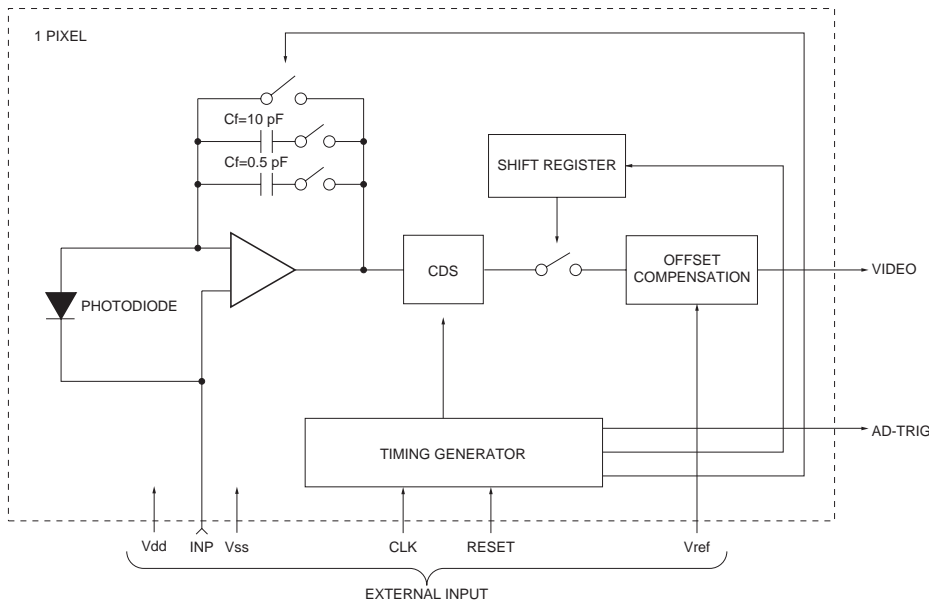 1 PIXEL
Cf=10 pF
Cf=0.5 pF
SHIFT REGISTER
CDS
OFFSET
COMPENSATION
VIDEO
PHOTODIODE
TIMING GENERATOR
AD-TRIG
Vdd
INP
Vss
CLK
RESET
Vref
EXTERNAL INPUT